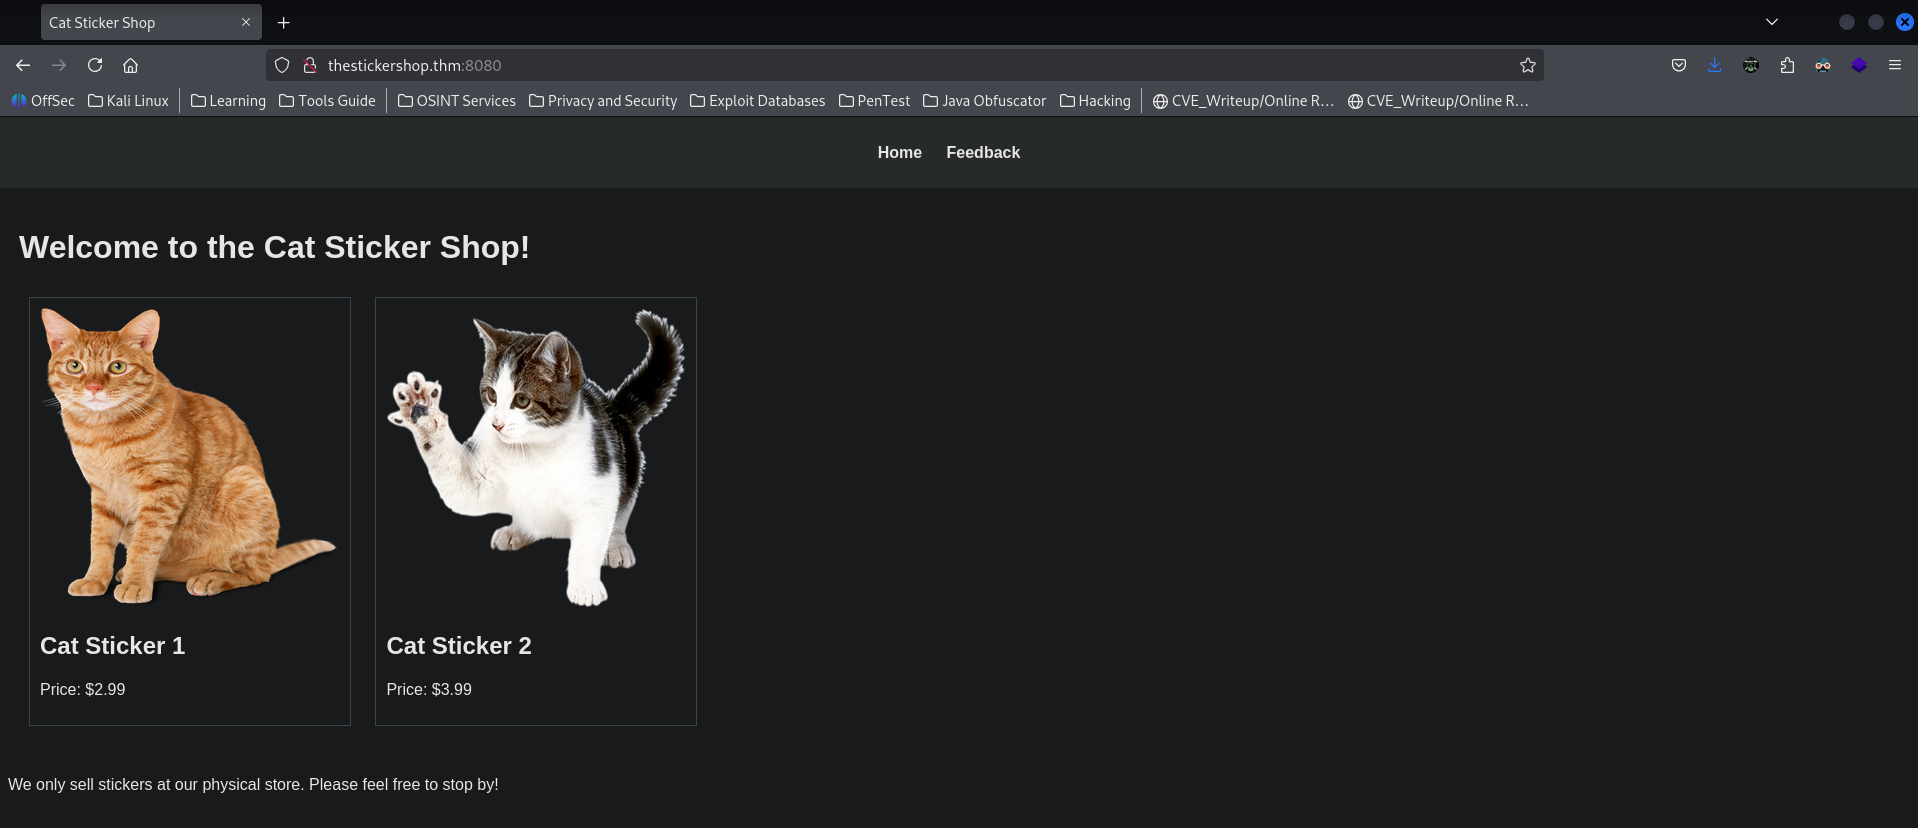 Cat Sticker Shop
thestickershop.thm:8080
OffSec Kali Linux Learning Tools Guide OSINT Services Privacy and Security Exploit Databases PenTest Java Obfuscator Hacking CVE_Writeup/Online R... CVE_Writeup/Online R...
Home Feedback
Welcome to the Cat Sticker Shop!
Cat Sticker 1 Cat Sticker 2
Price: $2.99 Price: $3.99
We only sell stickers at our physical store. Please feel free to stop by!